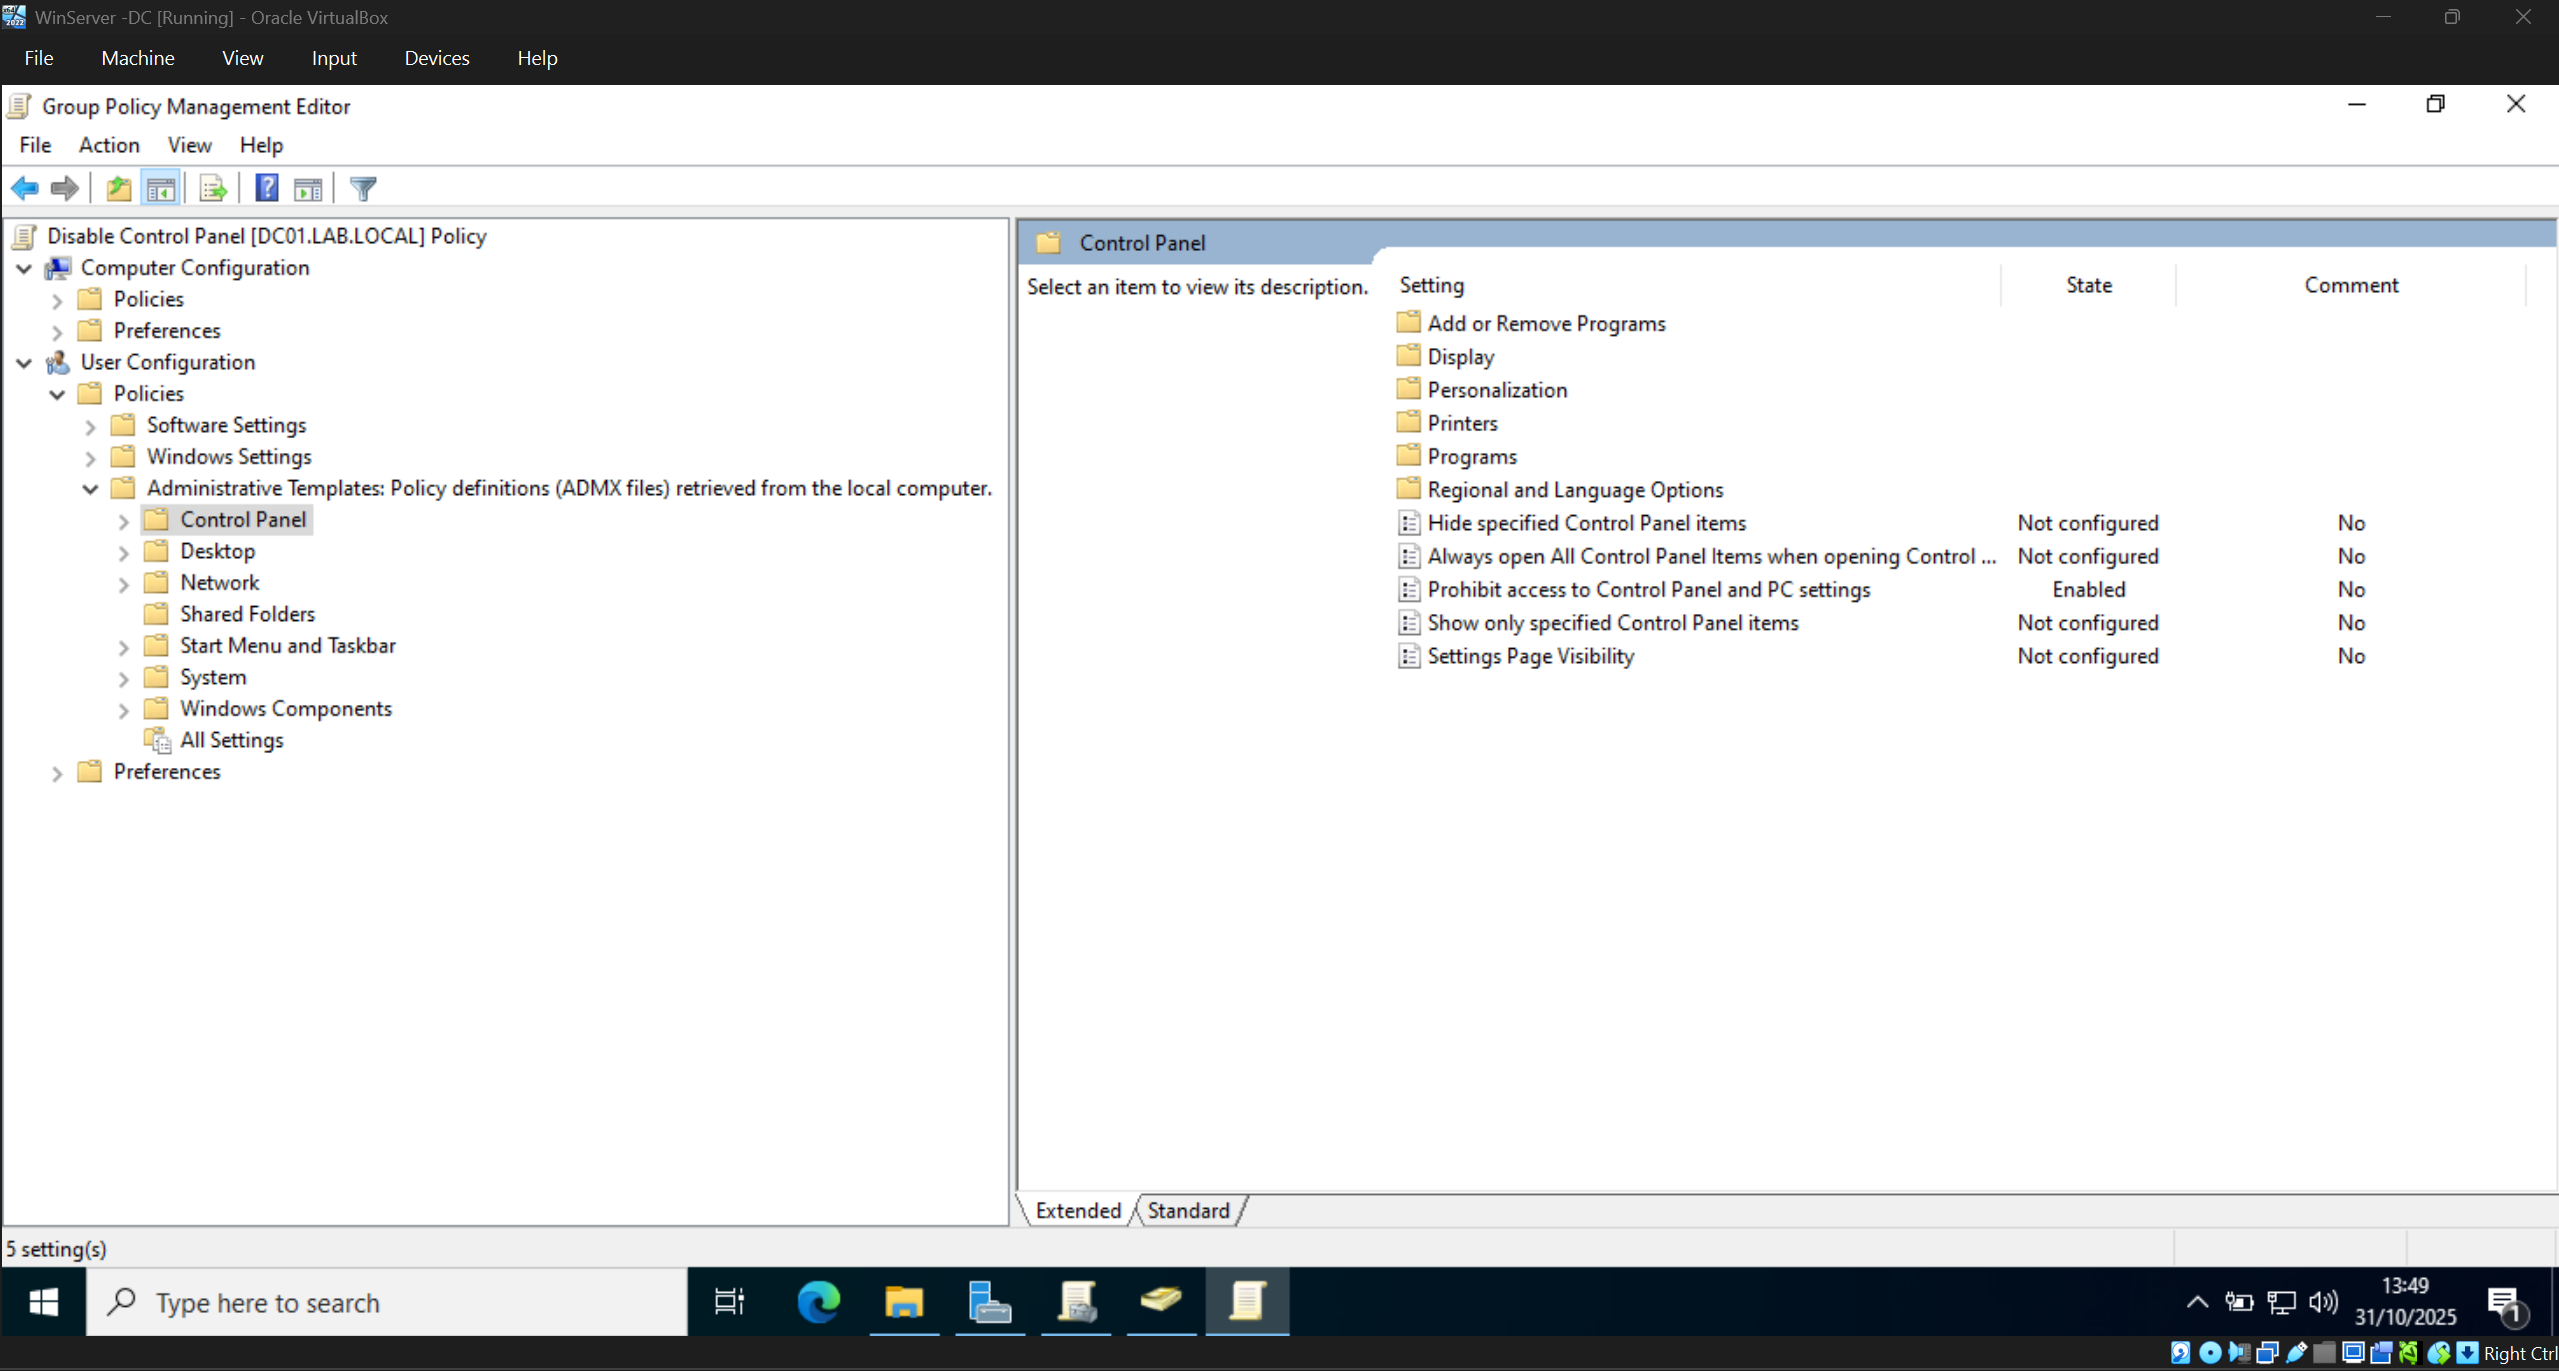 WinServer -DC [Running] - Oracle VirtualBox
File Machine View Input Devices Help
Group Policy Management Editor
File Action View Help
Disable Control Panel [DC01.LAB.LOCAL] Policy
Computer Configuration
Policies
Preferences
User Configuration
Policies
Software Settings
Windows Settings
Administrative Templates: Policy definitions (ADMX files) retrieved from the local computer.
Control Panel
Desktop
Network
Shared Folders
Start Menu and Taskbar
System
Windows Components
All Settings
Preferences
Control Panel
Select an item to view its description.
Setting State Comment
Add or Remove Programs
Display
Personalization
Printers
Programs
Regional and Language Options
Hide specified Control Panel items Not configured No
Always open All Control Panel Items when opening Control ... Not configured No
Prohibit access to Control Panel and PC settings Enabled No
Show only specified Control Panel items Not configured No
Settings Page Visibility Not configured No
Extended Standard
5 setting(s)
Type here to search
13:49
31/10/2025
1
Right Ctrl